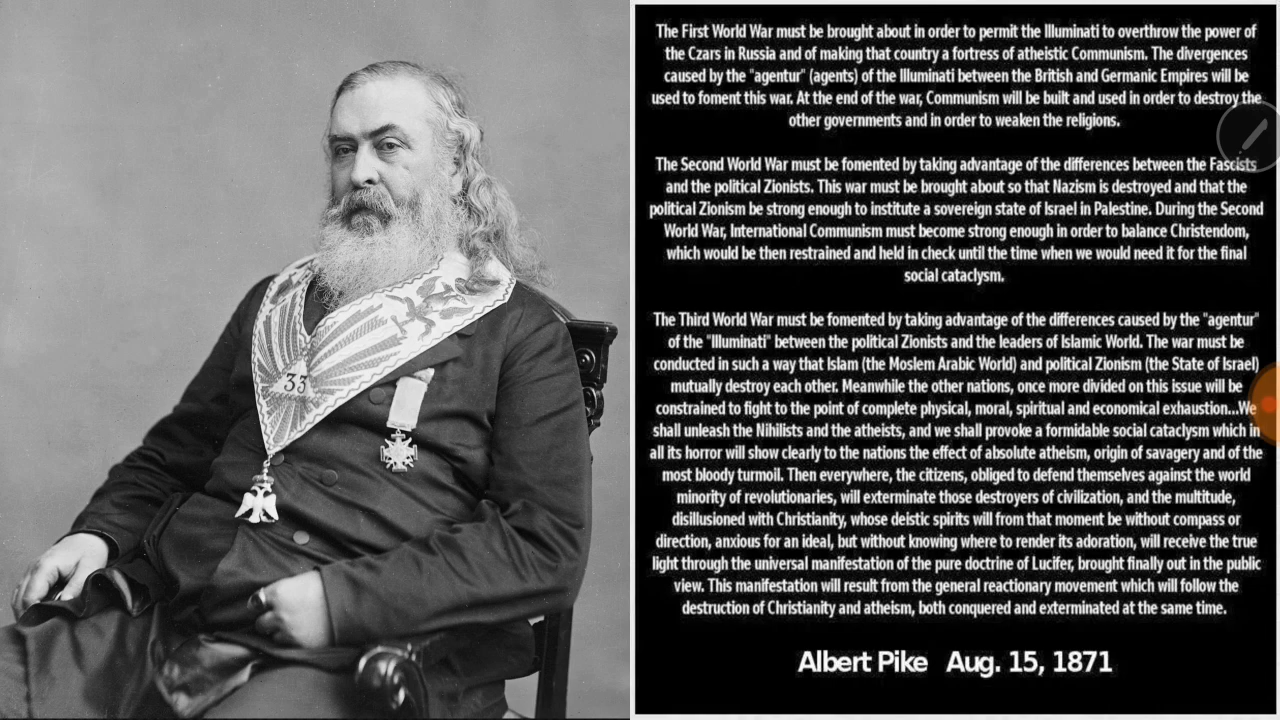 33
The First World War must be brought about in order to permit the Illuminati to overthrow the power of
the Czars in Russia and of making that country a fortress of atheistic Communism. The divergences
caused by the "agentur" (agents) of the Illuminati between the British and Germanic Empires will be
used to foment this war. At the end of the war, Communism will be built and used in order to destroy the
other governments and in order to weaken the religions.
The Second World War must be fomented by taking advantage of the differences between the Fascists
and the political Zionists. This war must be brought about so that Nazism is destroyed and that the
political Zionism be strong enough to institute a sovereign state of Israel in Palestine. During the Second
World War, International Communism must become strong enough in order to balance Christendom,
which would be then restrained and held in check until the time when we would need it for the final
social cataclysm.
The Third World War must be fomented by taking advantage of the differences caused by the "agentur"
of the "Illuminati" between the political Zionists and the leaders of Islamic World. The war must be
conducted in such a way that Islam (the Moslem Arabic World) and political Zionism (the State of Israel)
mutually destroy each other. Meanwhile the other nations, once more divided on this issue will be
constrained to fight to the point of complete physical, moral, spiritual and economical exhaustion...We
shall unleash the Nihilists and the atheists, and we shall provoke a formidable social cataclysm which in
all its horror will show clearly to the nations the effect of absolute atheism, origin of savagery and of the
most bloody turmoil. Then everywhere, the citizens, obliged to defend themselves against the world
minority of revolutionaries, will exterminate those destroyers of civilization, and the multitude,
disillusioned with Christianity, whose deistic spirits will from that moment be without compass or
direction, anxious for an ideal, but without knowing where to render its adoration, will receive the true
light through the universal manifestation of the pure doctrine of Lucifer, brought finally out in the public
view. This manifestation will result from the general reactionary movement which will follow the
destruction of Christianity and atheism, both conquered and exterminated at the same time.
Albert Pike Aug. 15, 1871